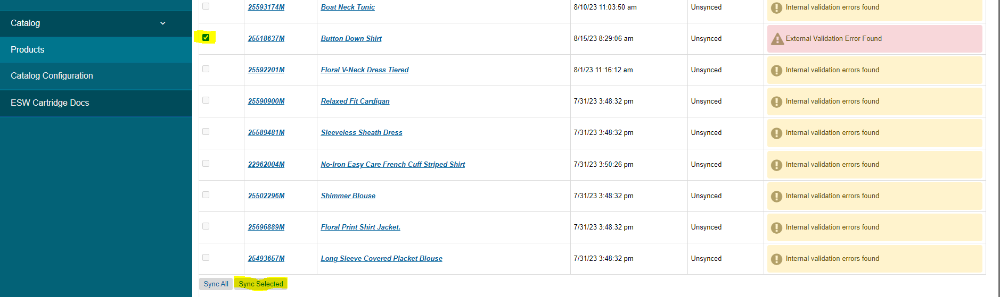 Catalog
Products
Catalog Configuration
ESW Cartridge Docs
25593174M Boat Neck Tunic 8/10/23 11:03:50 am Unsynced Internal validation errors found
25518637M Button Down Shirt 8/15/23 8:29:06 am Unsynced External Validation Error Found
25592201M Floral V-Neck Dress Tiered 8/1/23 11:16:12 am Unsynced Internal validation errors found
25590900M Relaxed Fit Cardigan 7/31/23 3:48:32 pm Unsynced Internal validation errors found
25589481M Sleeveless Sheath Dress 7/31/23 3:48:32 pm Unsynced Internal validation errors found
22962004M No-Iron Easy Care French Cuff Striped Shirt 7/31/23 3:50:26 pm Unsynced Internal validation errors found
25502296M Shimmer Blouse 7/31/23 3:48:32 pm Unsynced Internal validation errors found
25696889M Floral Print Shirt Jacket. 7/31/23 3:48:32 pm Unsynced Internal validation errors found
25493657M Long Sleeve Covered Placket Blouse 7/31/23 3:48:32 pm Unsynced Internal validation errors found
Sync All Sync Selected